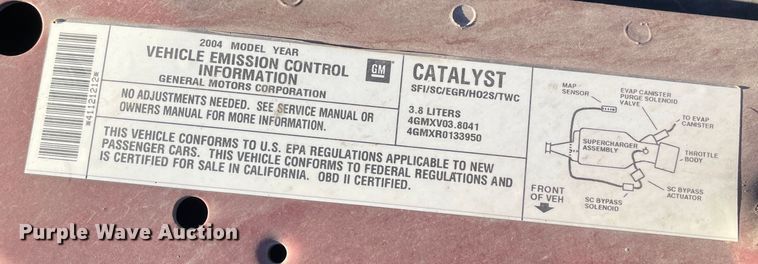 2004 MODEL YEAR
VEHICLE EMISSION CONTROL
INFORMATION
GENERAL MOTORS CORPORATION
GM
NO ADJUSTMENTS NEEDED. SEE SERVICE MANUAL OR
OWNERS MANUAL FOR MORE INFORMATION.
THIS VEHICLE CONFORMS TO U.S. EPA REGULATIONS APPLICABLE TO NEW
PASSENGER CARS. THIS VEHICLE CONFORMS TO FEDERAL REGULATIONS AND
IS CERTIFIED FOR SALE IN CALIFORNIA. OBD II CERTIFIED.
W41121212W
CATALYST
SFI/SC/EGR/HO2S/TWC
3.8 LITERS
4GMXV03.8041
4GMXR0133950
MAP
SENSOR
EVAP CANISTER
PURGE SOLENOID
VALVE
TO EVAP
CANISTER
SUPERCHARGER
ASSEMBLY
THROTTLE
BODY
SC BYPASS
ACTUATOR
SC BYPASS
SOLENOID
FRONT
OF VEH
Purple Wave Auction